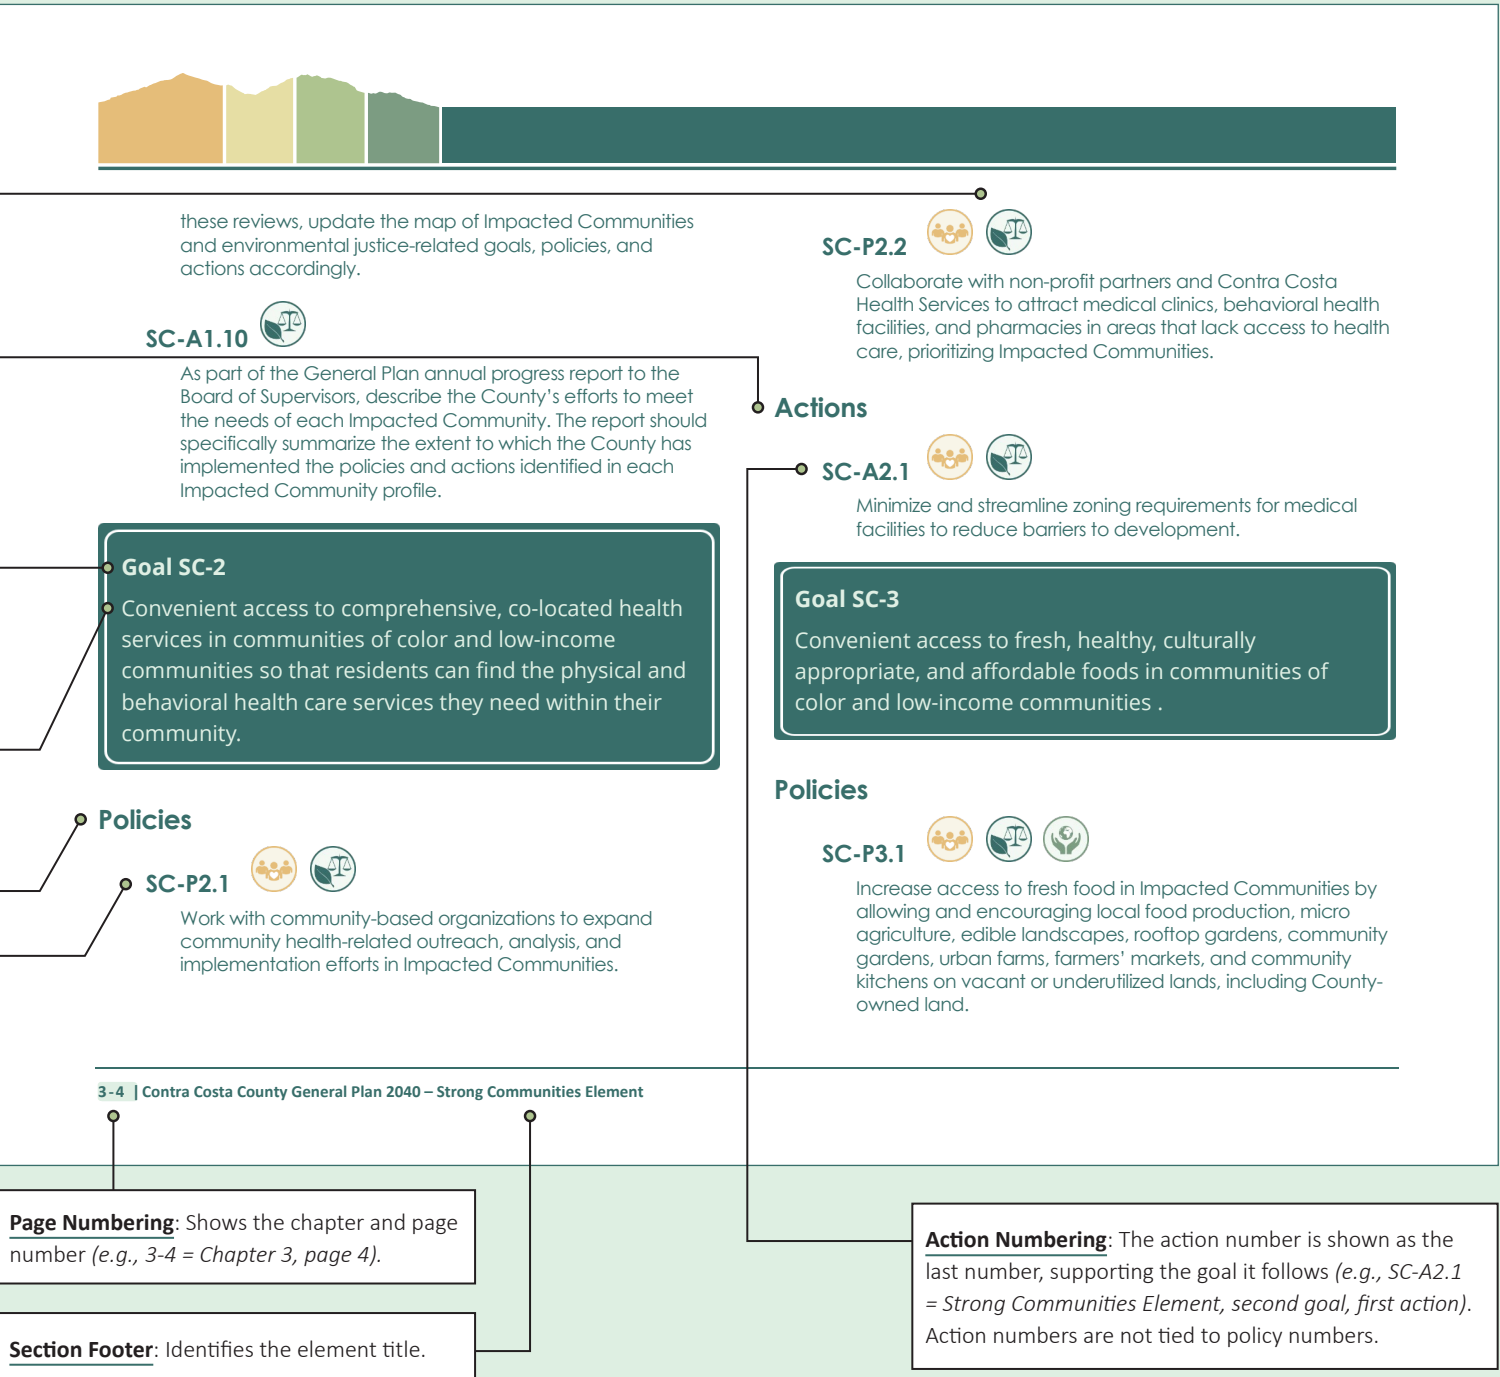 these reviews, update the map of Impacted Communities
and environmental justice-related goals, policies, and
actions accordingly.
SC-A1.10
As part of the General Plan annual progress report to the
Board of Supervisors, describe the County's efforts to meet
the needs of each Impacted Community. The report should
specifically summarize the extent to which the County has
implemented the policies and actions identified in each
Impacted Community profile.
Goal SC-2
Convenient access to comprehensive, co-located health
services in communities of color and low-income
communities so that residents can find the physical and
behavioral health care services they need within their
community.
Policies
SC-P2.1
Work with community-based organizations to expand
community health-related outreach, analysis, and
implementation efforts in Impacted Communities.
SC-P2.2
Collaborate with non-profit partners and Contra Costa
Health Services to attract medical clinics, behavioral health
facilities, and pharmacies in areas that lack access to health
care, prioritizing Impacted Communities.
Actions
SC-A2.1
Minimize and streamline zoning requirements for medical
facilities to reduce barriers to development.
Goal SC-3
Convenient access to fresh, healthy, culturally
appropriate, and affordable foods in communities of
color and low-income communities .
Policies
SC-P3.1
Increase access to fresh food in Impacted Communities by
allowing and encouraging local food production, micro
agriculture, edible landscapes, rooftop gardens, community
gardens, urban farms, farmers' markets, and community
kitchens on vacant or underutilized lands, including County-
owned land.
3-4 | Contra Costa County General Plan 2040 – Strong Communities Element
Page Numbering: Shows the chapter and page
number (e.g., 3-4 = Chapter 3, page 4).
Section Footer: Identifies the element title.
Action Numbering: The action number is shown as the
last number, supporting the goal it follows (e.g., SC-A2.1
= Strong Communities Element, second goal, first action).
Action numbers are not tied to policy numbers.